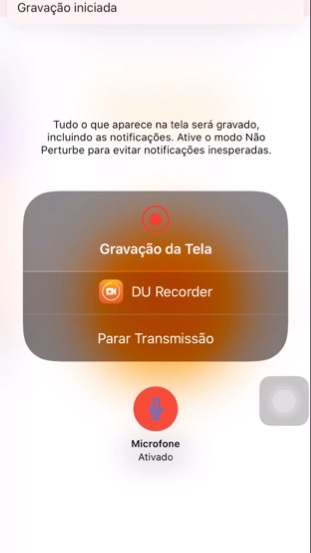 Gravação iniciada
Tudo o que aparece na tela será gravado,
incluindo as notificações. Ative o modo Não
Perturbe para evitar notificações inesperadas.
Gravação da Tela
DU Recorder
Parar Transmissão
Microfone
Ativado